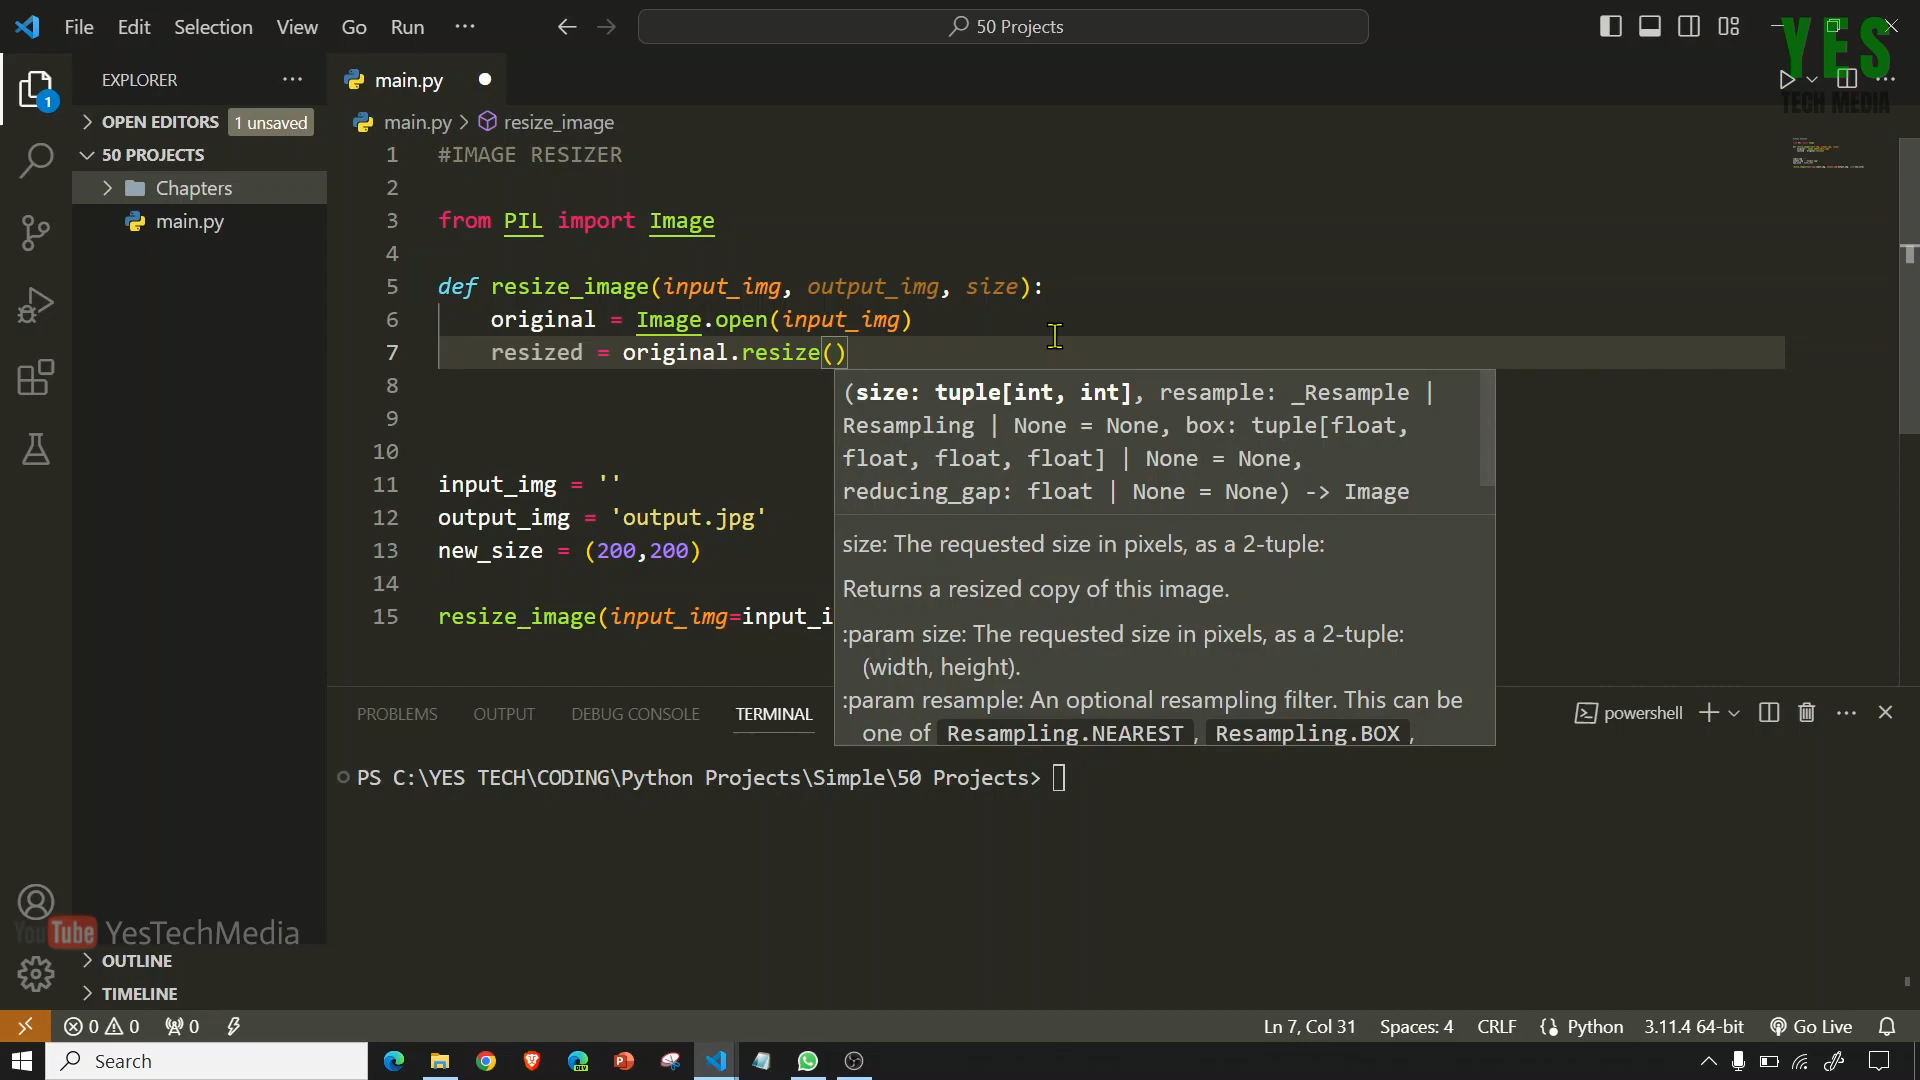 File Edit Selection View Go Run ···
50 Projects
YES
TECH MEDIA
EXPLORER
main.py
OPEN EDITORS 1 unsaved
50 PROJECTS
Chapters
main.py
main.py > resize_image
1 #IMAGE RESIZER
2
3 from PIL import Image
4
5 def resize_image(input_img, output_img, size):
6 original = Image.open(input_img)
7 resized = original.resize()
8
9
10
11 input_img = ''
12 output_img = 'output.jpg'
13 new_size = (200,200)
14
15 resize_image(input_img=input_i
(size: tuple[int, int], resample: _Resample |
Resampling | None = None, box: tuple[float,
float, float, float] | None = None,
reducing_gap: float | None = None) -> Image
size: The requested size in pixels, as a 2-tuple:
Returns a resized copy of this image.
:param size: The requested size in pixels, as a 2-tuple:
(width, height).
:param resample: An optional resampling filter. This can be
one of Resampling.NEAREST , Resampling.BOX ,
PROBLEMS OUTPUT DEBUG CONSOLE TERMINAL
powershell
PS C:\YES TECH\CODING\Python Projects\Simple\50 Projects>
YouTube YesTechMedia
OUTLINE
TIMELINE
0 0 0
Ln 7, Col 31 Spaces: 4 CRLF Python 3.11.4 64-bit Go Live
Search